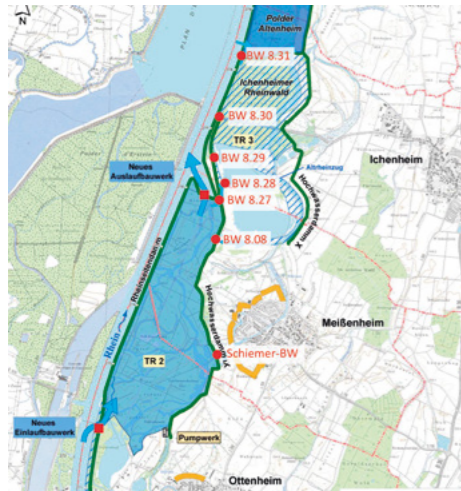 N
Polder
Altenheim
BW 8.31
Ichenheimer
Rheinwald
BW 8.30
TR 3
BW 8.29
Ichenheim
Neues
Auslaufbauwerk
Altrheinzug
BW 8.28
BW 8.27
Hochwasserdamm X
BW 8.08
Rheinseitendamm
Rhein
Meißenheim
Schiemer-BW
TR 2
Neues
Einlaufbauwerk
Pumpwerk
Ottenheim